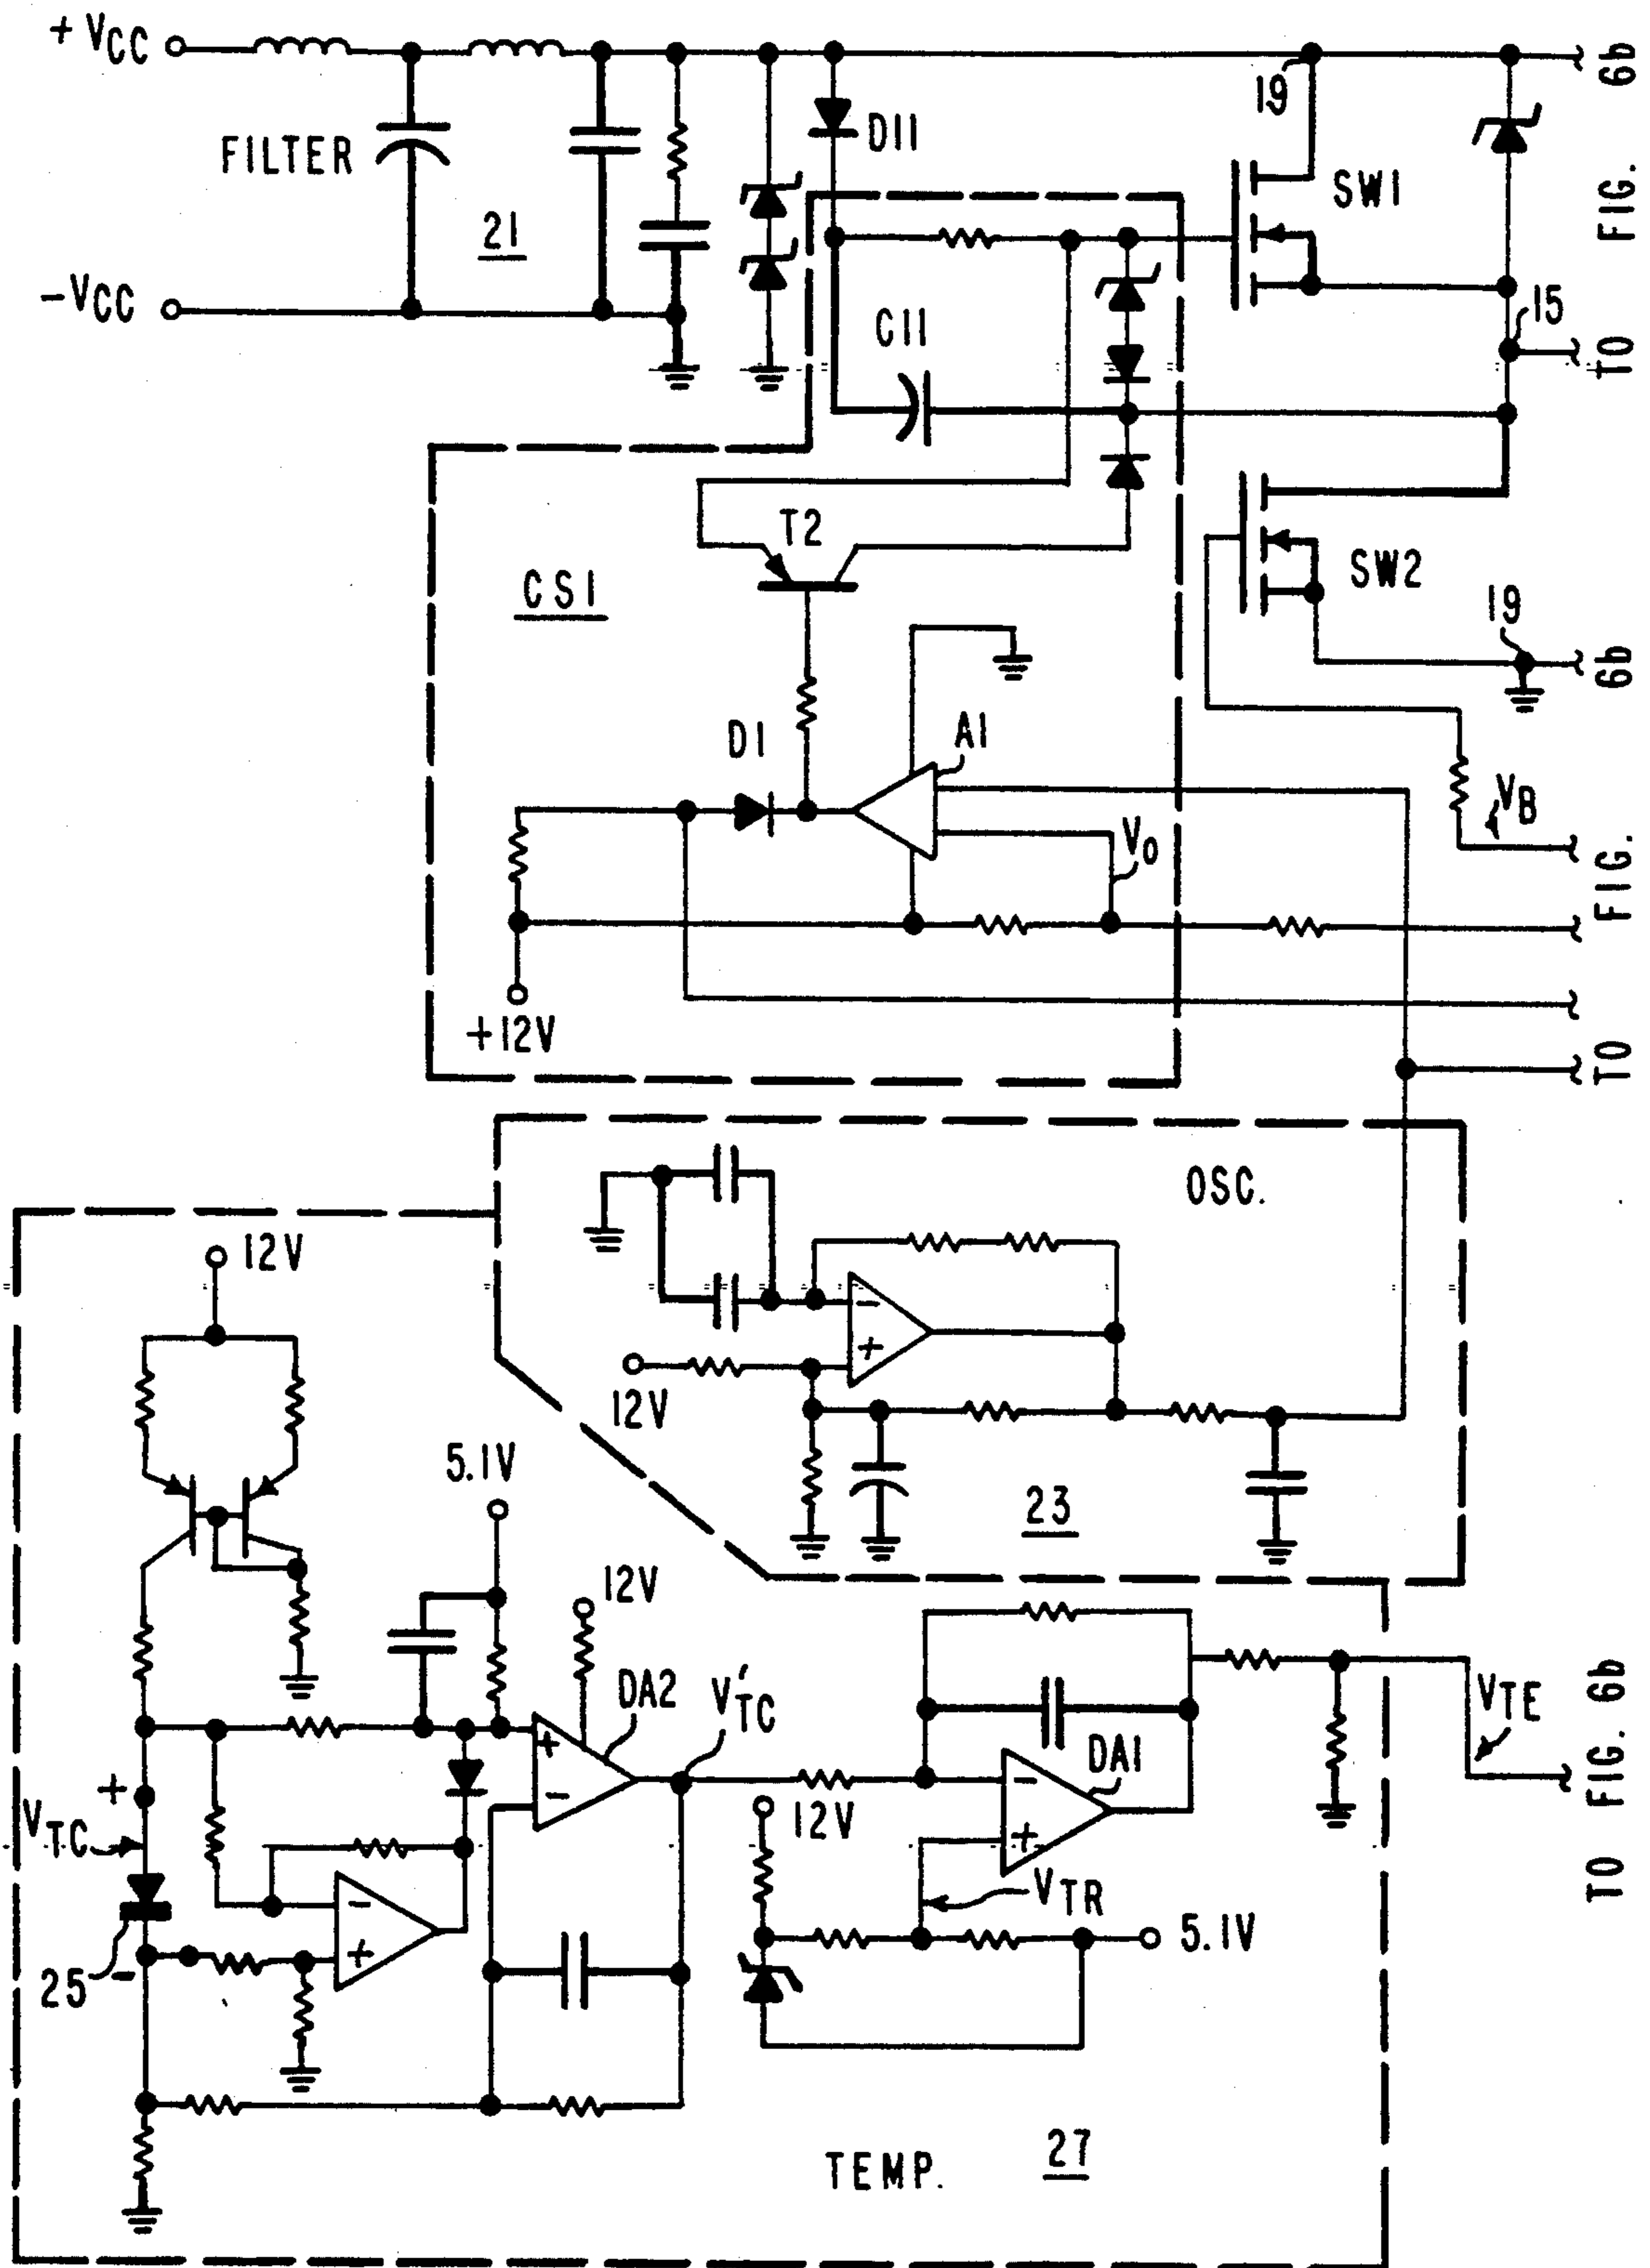 + VCC
FILTER
21
-VCC
D11
19
SW1
FIG. 6b
C11
15
TO
T2
CS1
SW2
19
6b
D1
A1
VO
VB
FIG.
+12V
TO
OSC.
12V
12V
5.1V
23
12V
DA2
V'TC
DA1
VTE
TO FIG. 6b
+
-
+
-
VTC
12V
-
+
VTR
-
+
25
-
5.1V
-
+
TEMP.
27